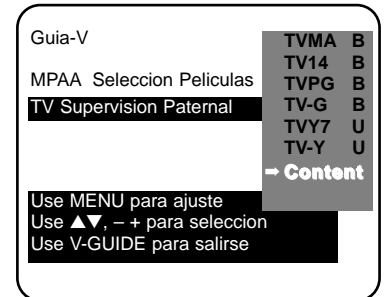 Guia-V
MPAA Seleccion Peliculas
TV Supervision Paternal
TVMA B
TV14 B
TVPG B
TV-G B
TVY7 U
TV-Y U
➡ Content
Use MENU para ajuste
Use ▲▼, – + para seleccion
Use V-GUIDE para salirse